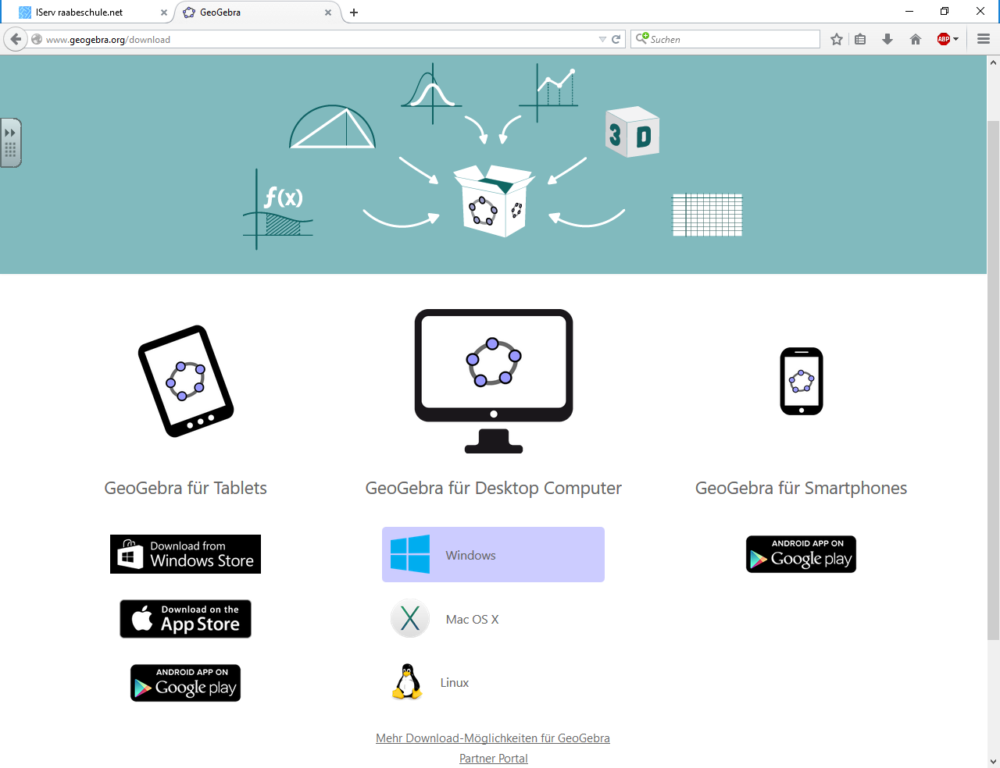 IServ raabeschule.net
GeoGebra
www.geogebra.org/download
Suchen
ABP
f(x)
3 D
GeoGebra für Tablets
GeoGebra für Desktop Computer
GeoGebra für Smartphones
Download from
Windows Store
Windows
ANDROID APP ON
Google play
Download on the
App Store
Mac OS X
ANDROID APP ON
Google play
Linux
Mehr Download-Möglichkeiten für GeoGebra
Partner Portal